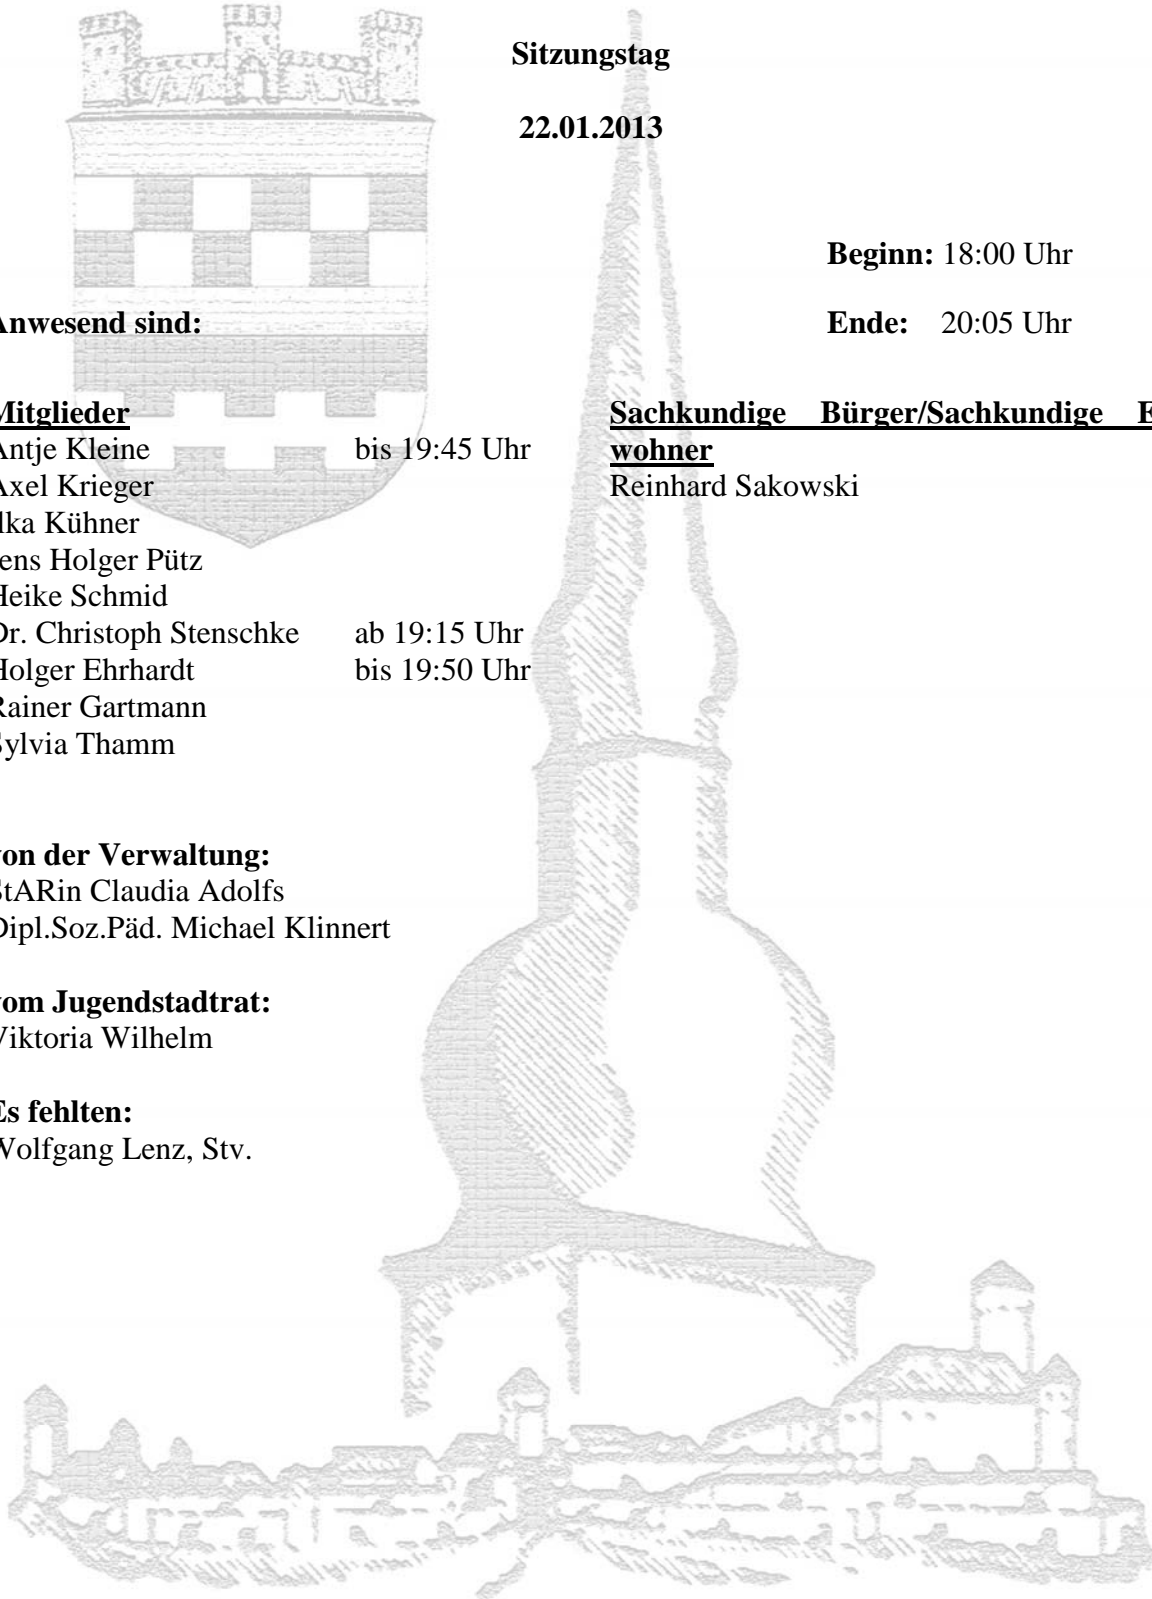 Sitzungstag
22.01.2013
Beginn: 18:00 Uhr
Anwesend sind:
Ende: 20:05 Uhr
Mitglieder
Antje Kleine bis 19:45 Uhr
Axel Krieger
Ilka Kühner
Jens Holger Pütz
Heike Schmid
Dr. Christoph Stenschke ab 19:15 Uhr
Holger Ehrhardt bis 19:50 Uhr
Rainer Gartmann
Sylvia Thamm
Sachkundige Bürger/Sachkundige E
wohner
Reinhard Sakowski
von der Verwaltung:
StARin Claudia Adolfs
Dipl.Soz.Päd. Michael Klinnert
vom Jugendstadtrat:
Viktoria Wilhelm
Es fehlten:
Wolfgang Lenz, Stv.